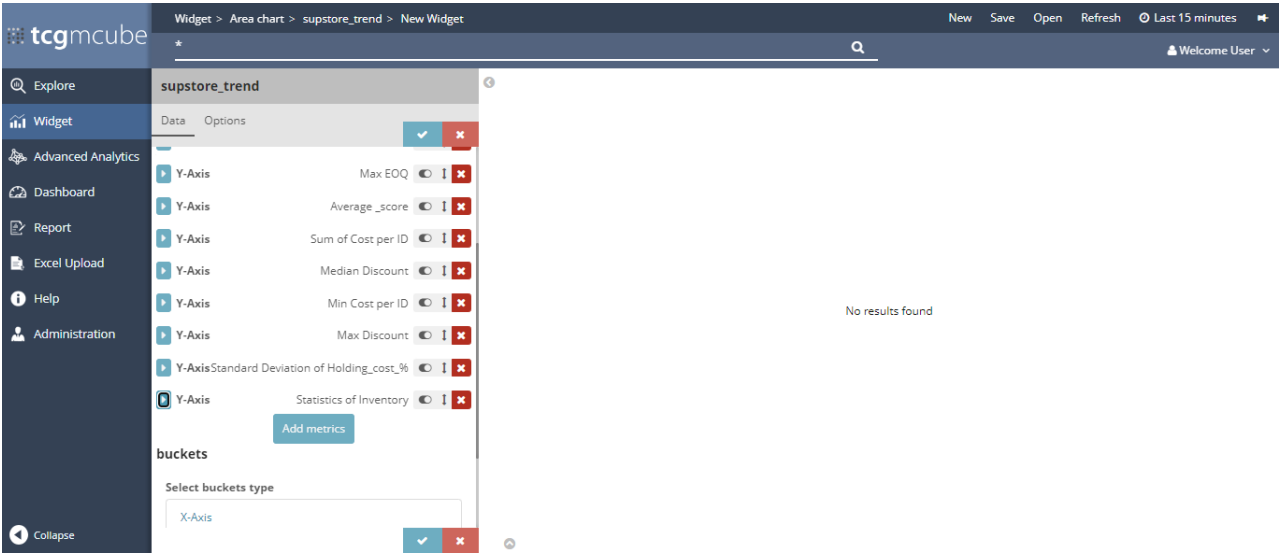 tcgmcube
Widget > Area chart > supstore_trend > New Widget
New Save Open Refresh Last 15 minutes
*
Welcome User
Explore
Widget
Advanced Analytics
Dashboard
Report
Excel Upload
Help
Administration
Collapse
supstore_trend
Data Options
Y-Axis Max EOQ
Y-Axis Average _score
Y-Axis Sum of Cost per ID
Y-Axis Median Discount
Y-Axis Min Cost per ID
Y-Axis Max Discount
Y-Axis Standard Deviation of Holding_cost_%
Y-Axis Statistics of Inventory
Add metrics
buckets
Select buckets type
X-Axis
No results found